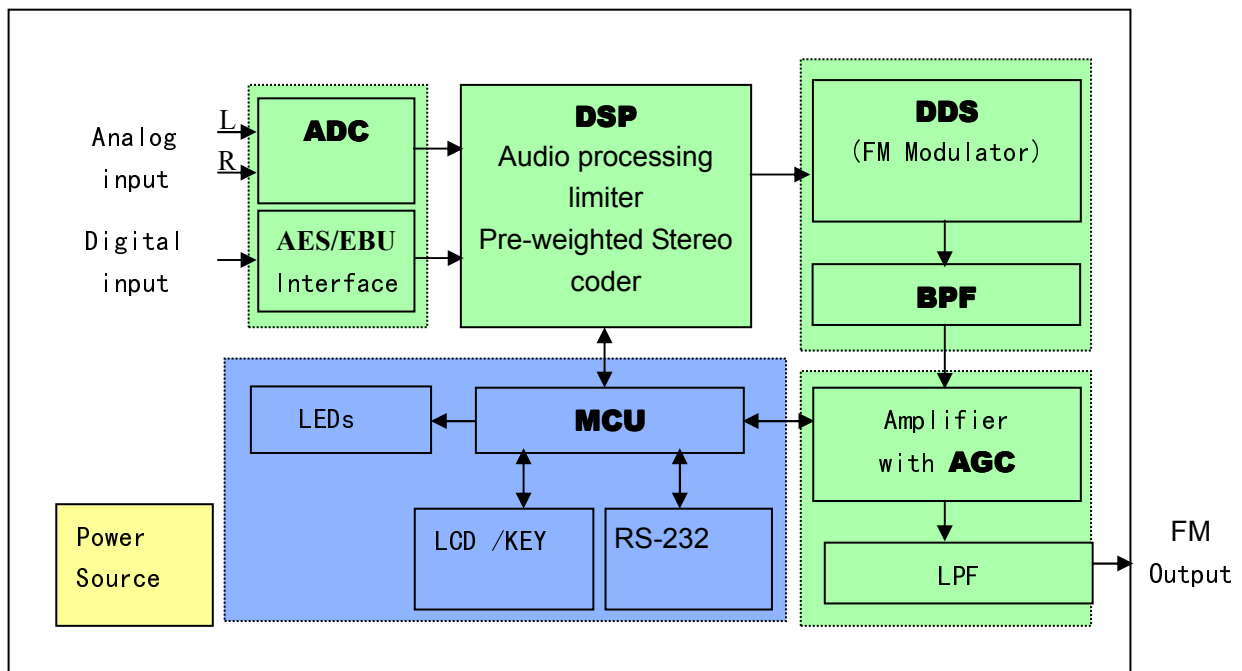 Analog
input
L
R
ADC
Digital
input
AES/EBU
Interface
DSP
Audio processing
limiter
Pre-weighted Stereo
coder
DDS
(FM Modulator)
BPF
LEDs
MCU
Amplifier
with AGC
LCD /KEY
RS-232
LPF
Power
Source
FM
Output